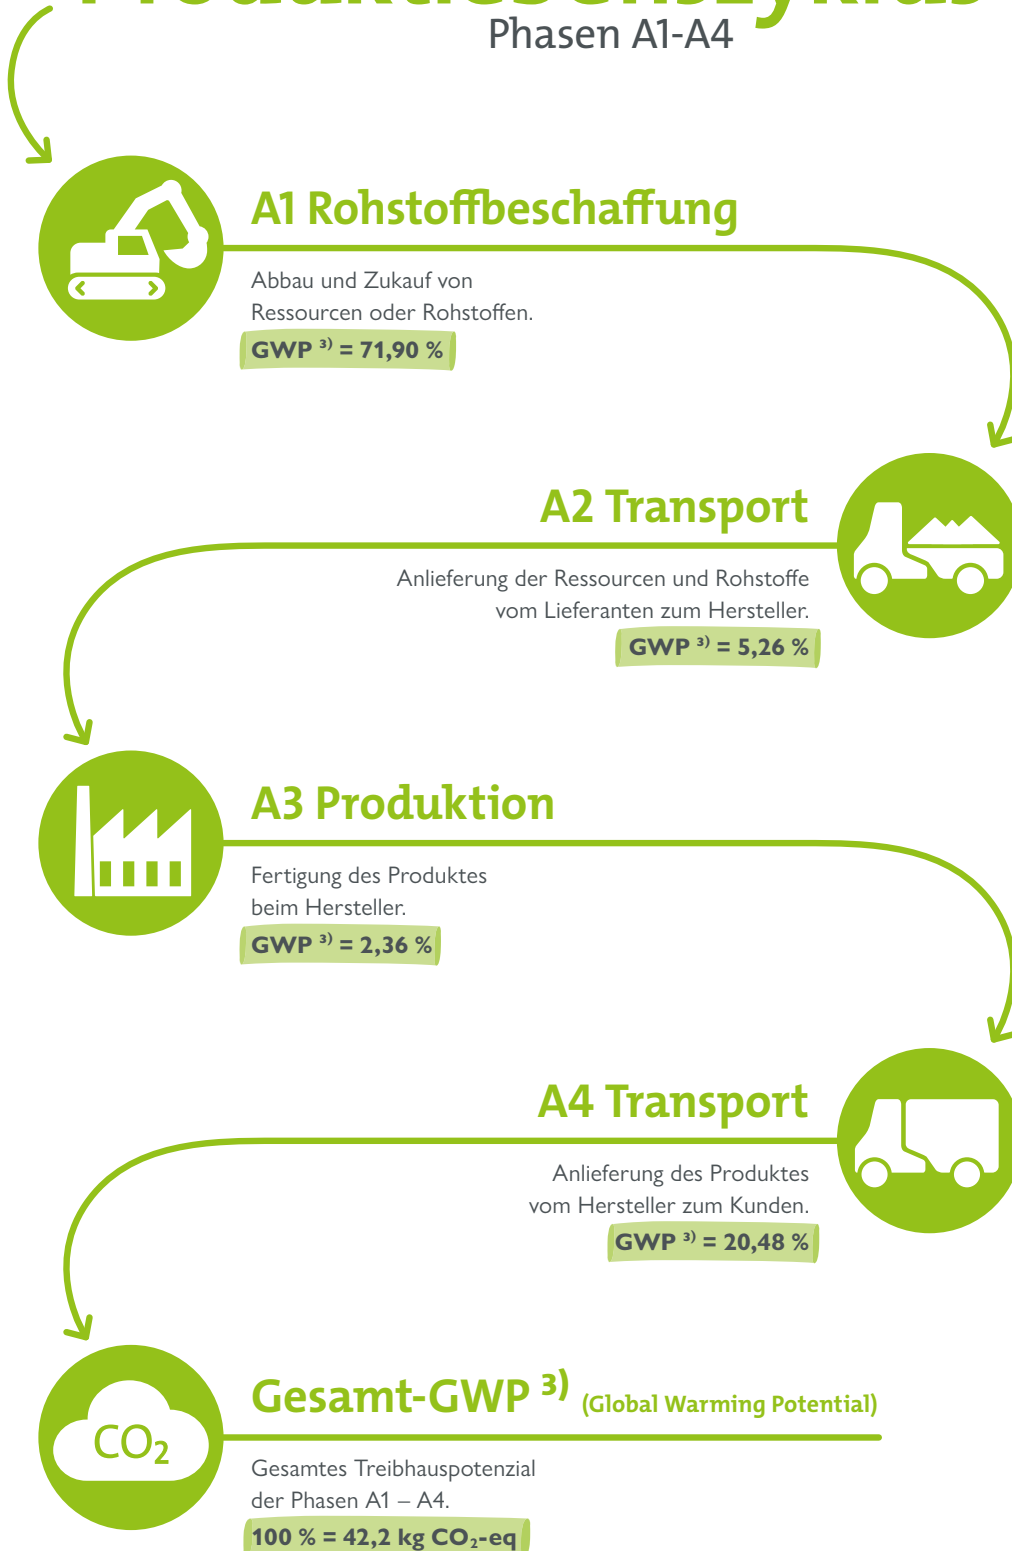 Produktlebenszyklus
Phasen A1-A4
A1 Rohstoffbeschaffung
Abbau und Zukauf von
Ressourcen oder Rohstoffen.
GWP ³⁾ = 71,90 %
A2 Transport
Anlieferung der Ressourcen und Rohstoffe
vom Lieferanten zum Hersteller.
GWP ³⁾ = 5,26 %
A3 Produktion
Fertigung des Produktes
beim Hersteller.
GWP ³⁾ = 2,36 %
A4 Transport
Anlieferung des Produktes
vom Hersteller zum Kunden.
GWP ³⁾ = 20,48 %
Gesamt-GWP ³⁾ (Global Warming Potential)
CO₂
Gesamtes Treibhauspotenzial
der Phasen A1 – A4.
100 % = 42,2 kg CO₂-eq